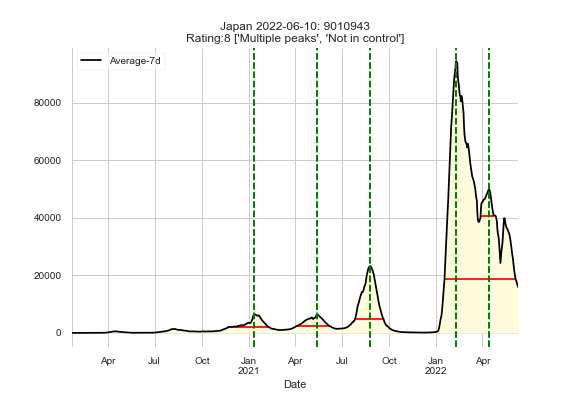 Japan 2022-06-10: 9010943
Rating:8 ['Multiple peaks', 'Not in control']
Average-7d
80000
60000
40000
20000
0
Apr Jul Oct Jan Apr Jul Oct Jan Apr
2021 2022
Date